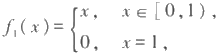 f₁(x)={x, x∈[0,1),
0, x=1,